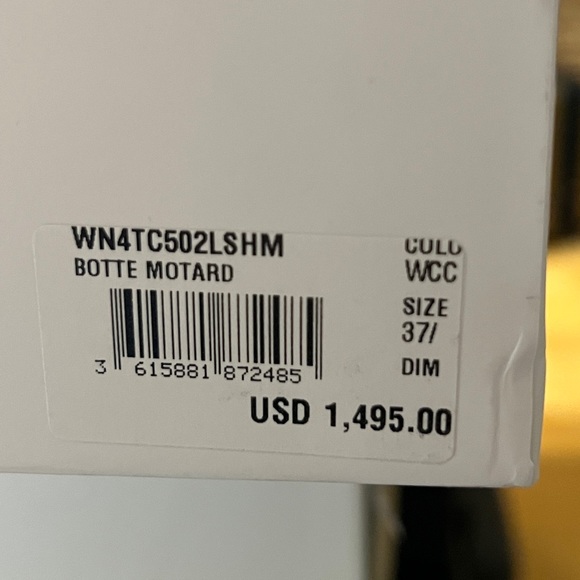 WN4TC502LSHM
BOTTE MOTARD
3 615881 872485
USD 1,495.00
COLO
WCC
SIZE
37/
DIM